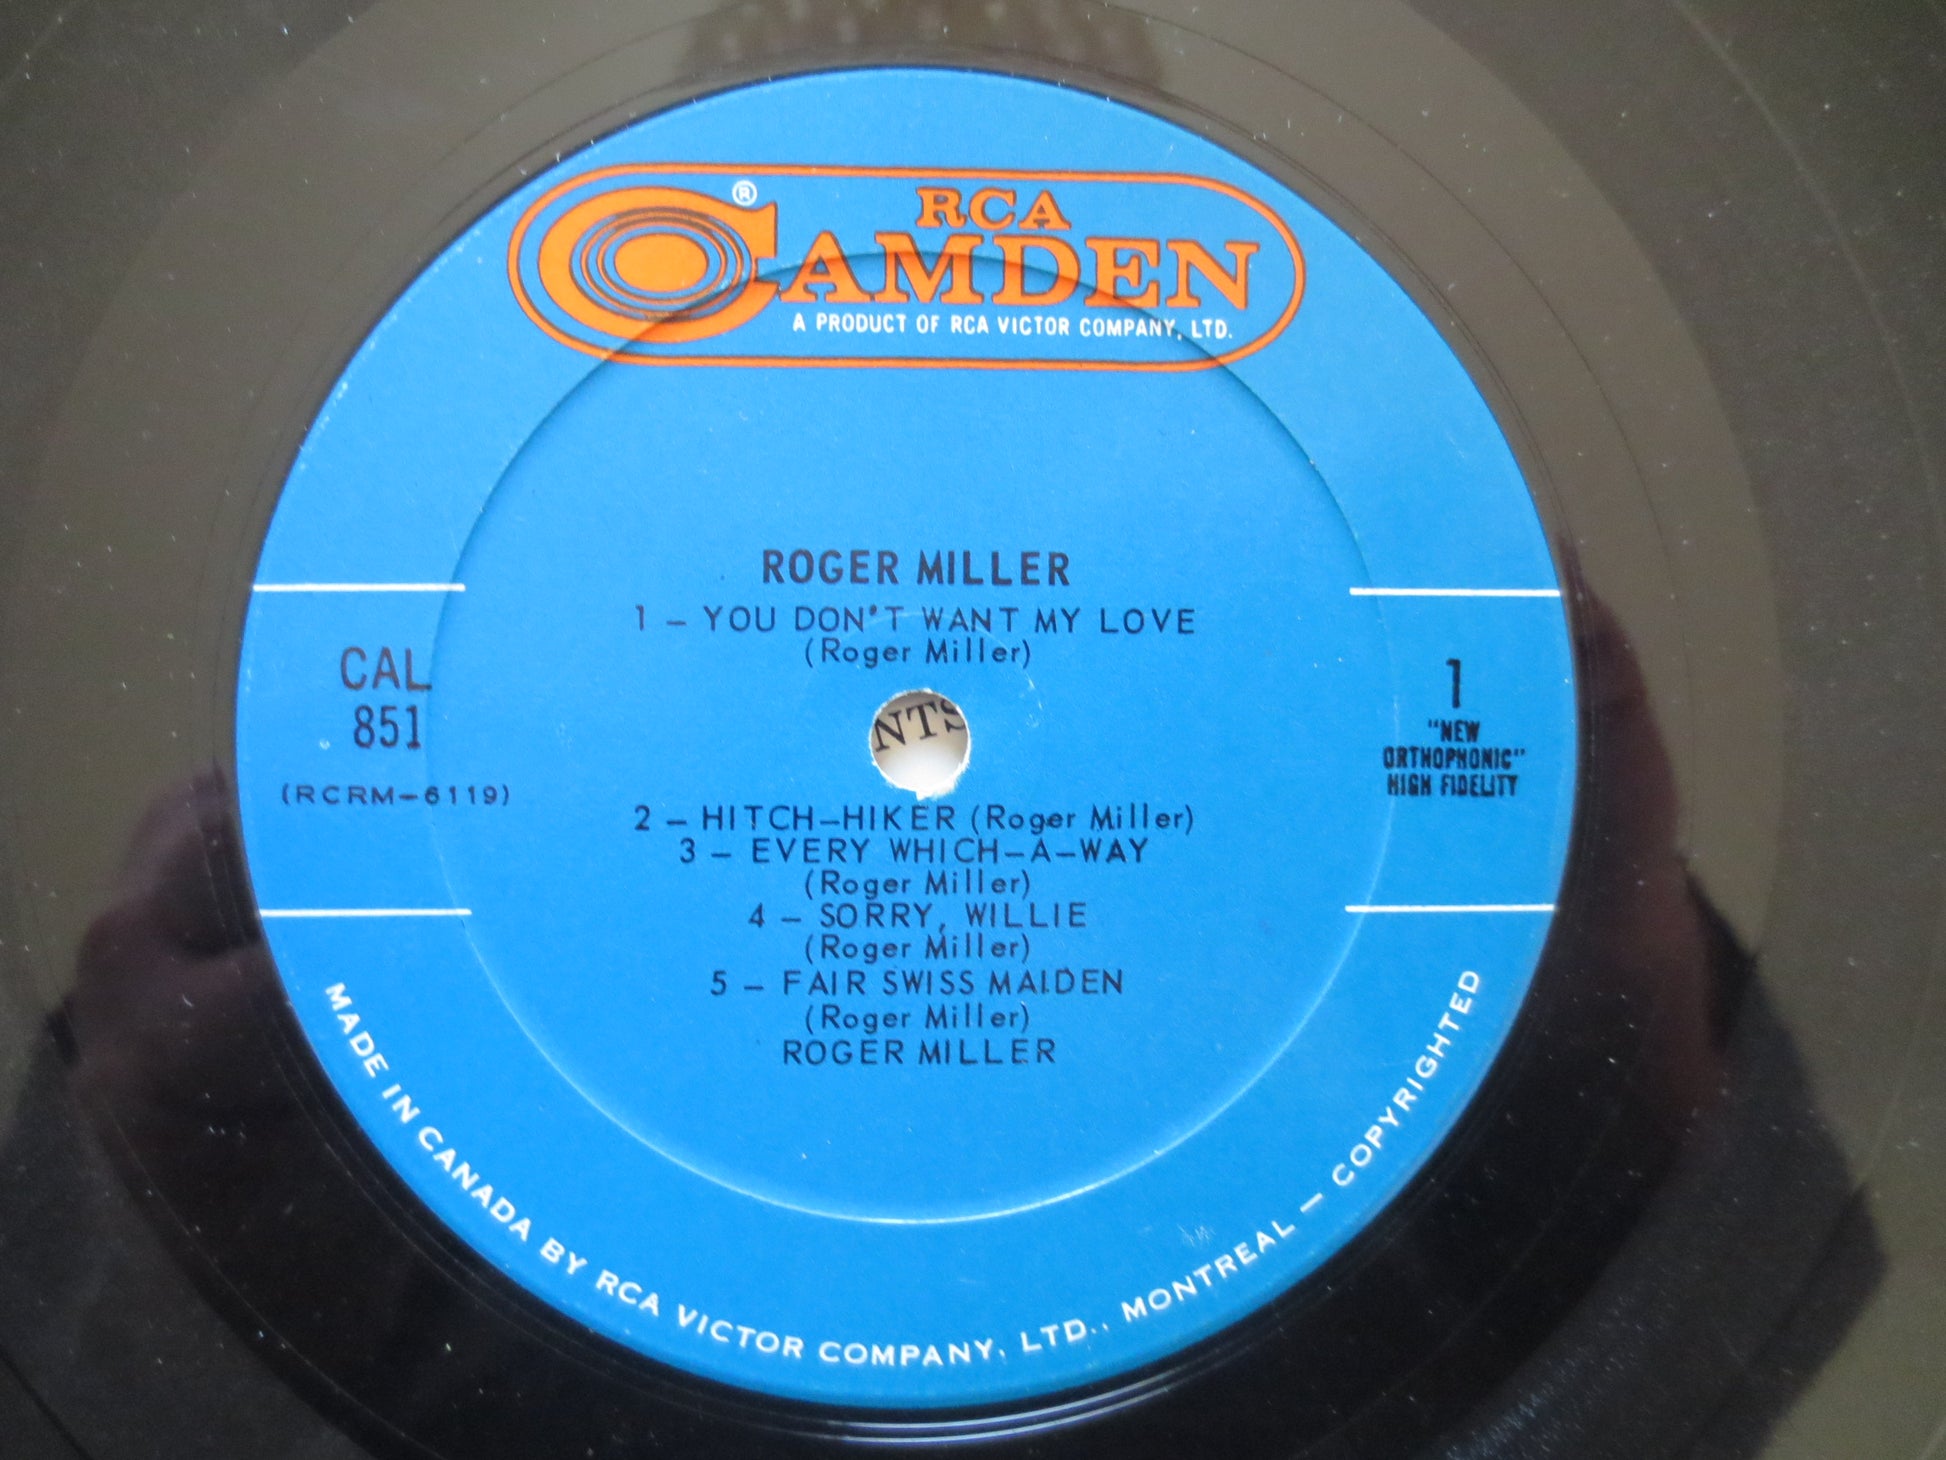 ®
RCA
CAMDEN
A PRODUCT OF RCA VICTOR COMPANY, LTD.
ROGER MILLER
1 – YOU DON'T WANT MY LOVE
(Roger Miller)
CAL
851
(RCRM–6119)
NTS
1
"NEW
ORTHOPHONIC"
HIGH FIDELITY
2 – HITCH–HIKER (Roger Miller)
3 – EVERY WHICH–A–WAY
(Roger Miller)
4 – SORRY, WILLIE
(Roger Miller)
5 – FAIR SWISS MAIDEN
(Roger Miller)
ROGER MILLER
MADE IN CANADA BY RCA VICTOR COMPANY, LTD., MONTREAL – COPYRIGHTED